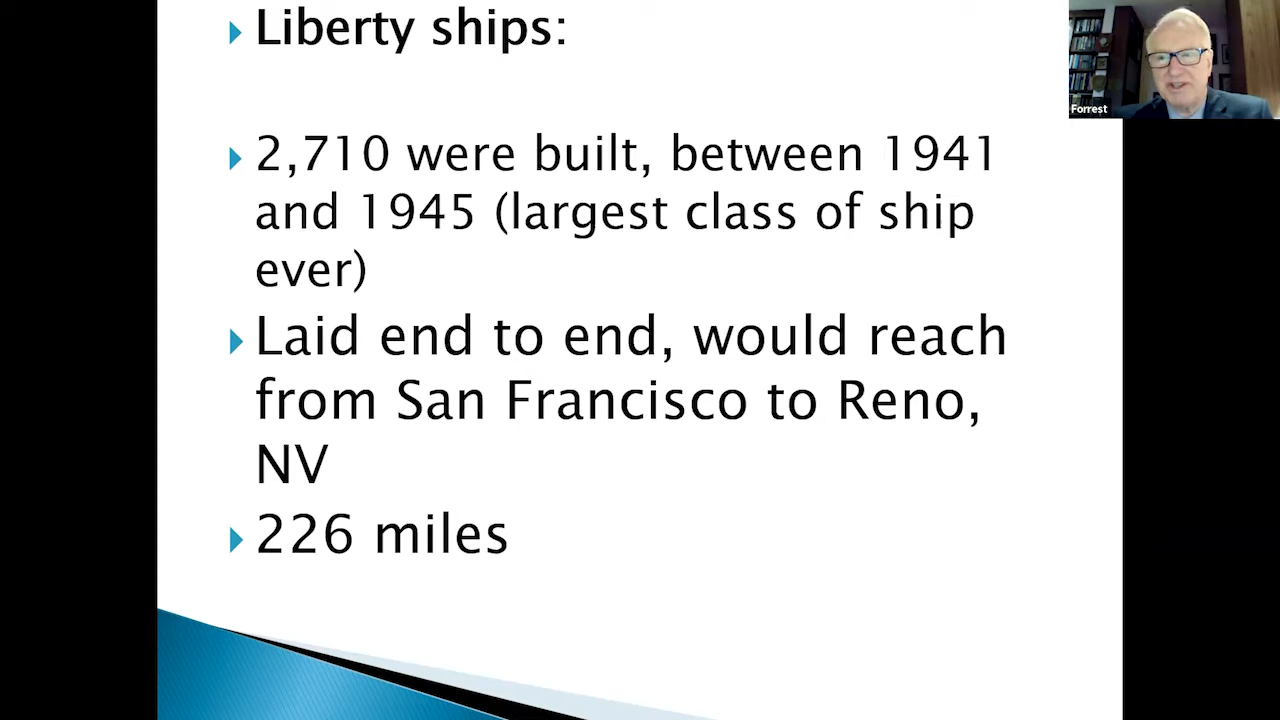 Liberty ships:
2,710 were built, between 1941
and 1945 (largest class of ship
ever)
Laid end to end, would reach
from San Francisco to Reno,
NV
226 miles
Forrest